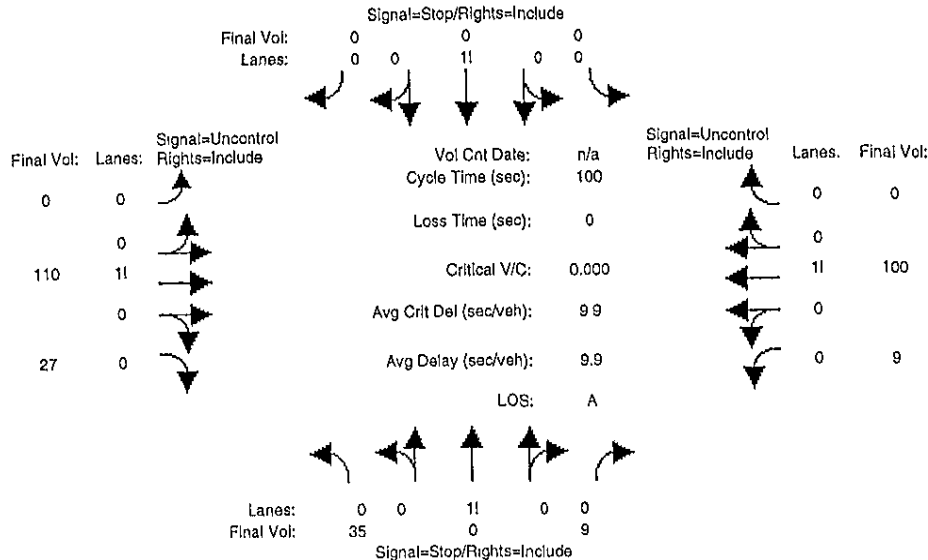 Signal=Stop/Rights=Include
Final Vol: 0 0 0
Lanes: 0 0 1! 0 0
Signal=Uncontrol
Final Vol: Lanes: Rights=Include
Signal=Uncontrol
Rights=Include Lanes. Final Vol:
Vol Cnt Date: n/a
Cycle Time (sec): 100
0 0
0 0
Loss Time (sec): 0
0
0
110 1!
Critical V/C: 0.000
1! 100
0
Avg Crit Del (sec/veh): 9 9
0
27 0
Avg Delay (sec/veh): 9.9
0 9
LOS: A
Lanes: 0 0 1! 0 0
Final Vol: 35 0 9
Signal=Stop/Rights=Include